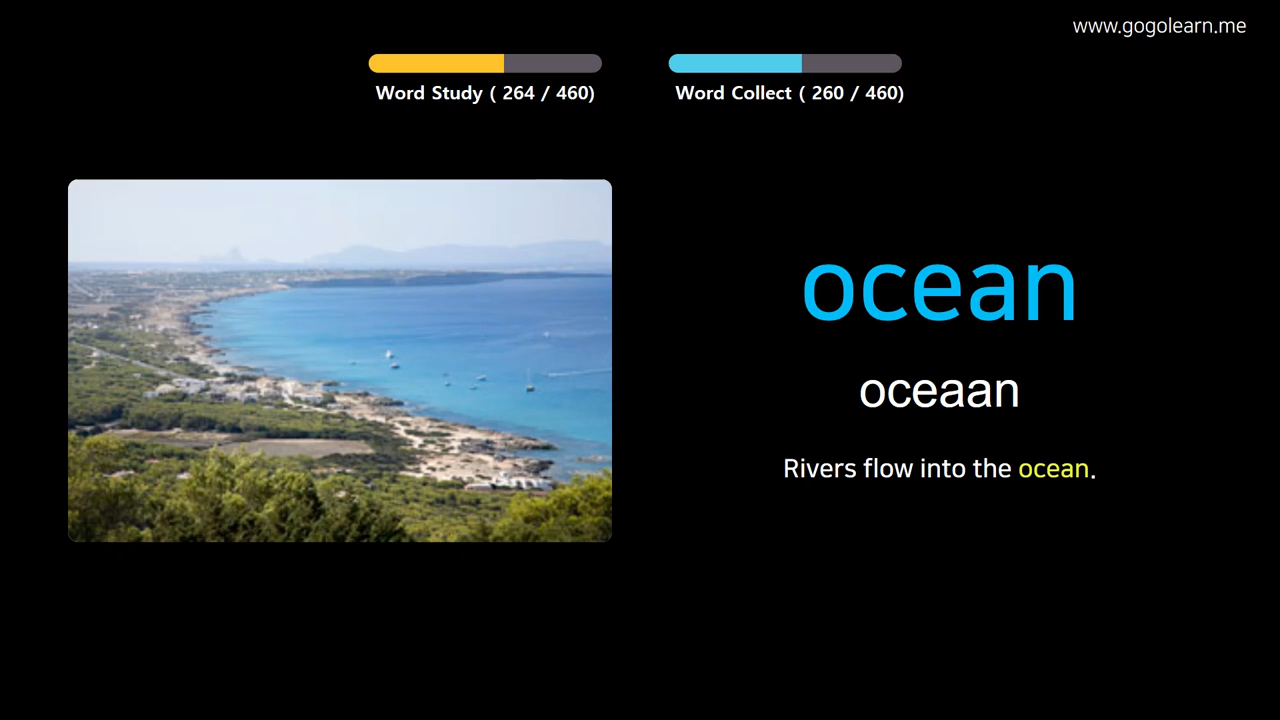 www.gogolearn.me
Word Study ( 264 / 460)
Word Collect ( 260 / 460)
ocean
oceaan
Rivers flow into the ocean.